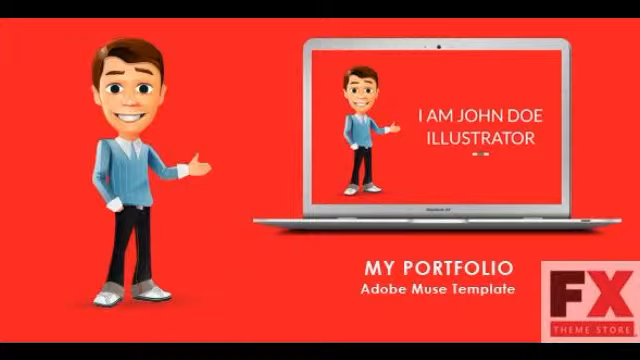 I AM JOHN DOE
ILLUSTRATOR
MY PORTFOLIO
Adobe Muse Template
FX
THEME STORE